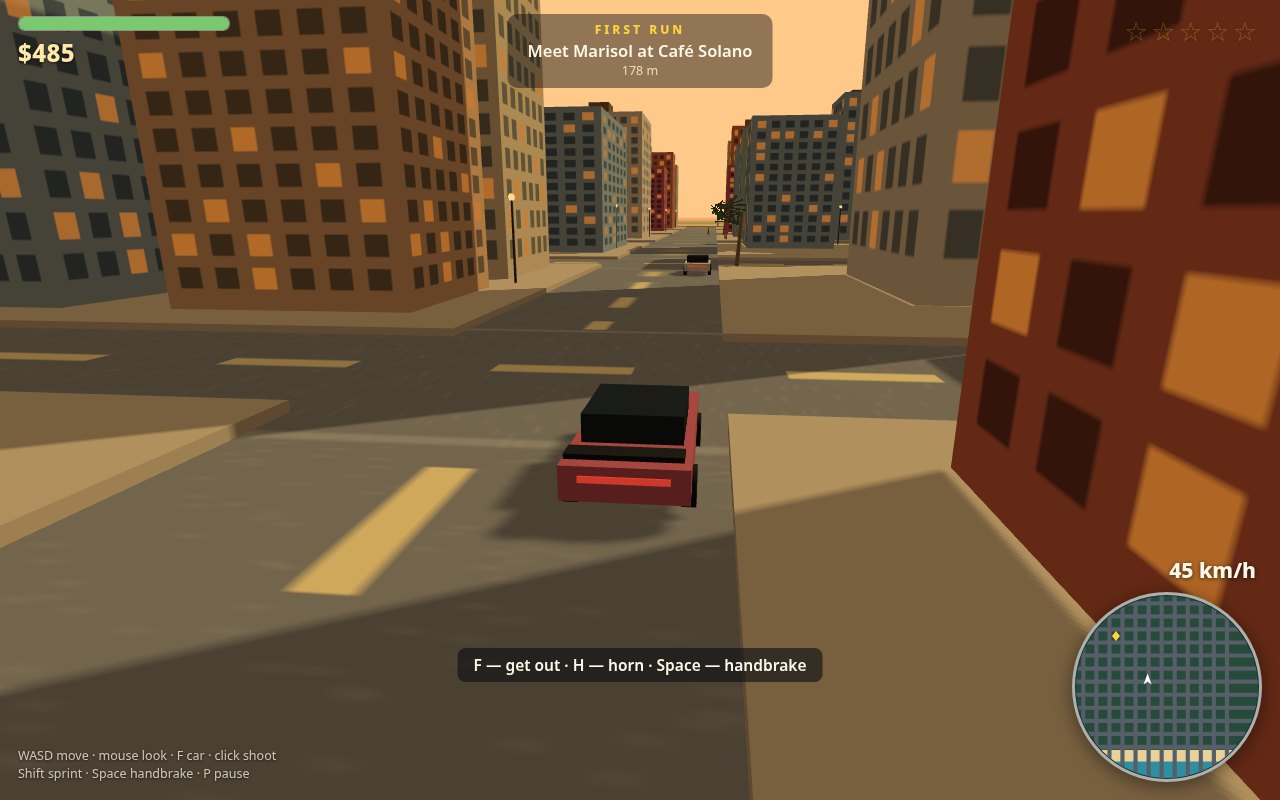 $485
FIRST RUN
Meet Marisol at Café Solano
178 m
45 km/h
F — get out · H — horn · Space — handbrake
WASD move · mouse look · F car · click shoot
Shift sprint · Space handbrake · P pause